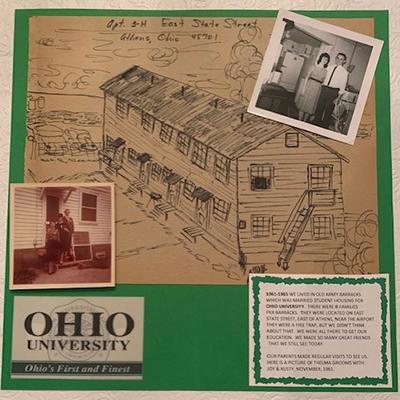 Apt. 3-H East State Street
Athens, Ohio 45701
1961-1965 WE LIVED IN OLD ARMY BARRACKS
WHICH WAS MARRIED STUDENT HOUSING FOR
OHIO UNIVERSITY. THERE WERE 8 FAMILIES
PER BARRACKS. THEY WERE LOCATED ON EAST
STATE STREET, EAST OF ATHENS, NEAR THE AIRPORT
THEY WERE A FIRE TRAP, BUT WE DIDN'T THINK
ABOUT THAT. WE WERE ALL THERE TO GET OUR
EDUCATION. WE MADE SO MANY GREAT FRIENDS
THAT WE STILL SEE TODAY.
OUR PARENTS MADE REGULAR VISITS TO SEE US.
HERE IS A PICTURE OF THELMA GROOMS WITH
JOY & RUSTY, NOVEMBER, 1961.
OHIO
UNIVERSITY
Ohio's First and Finest